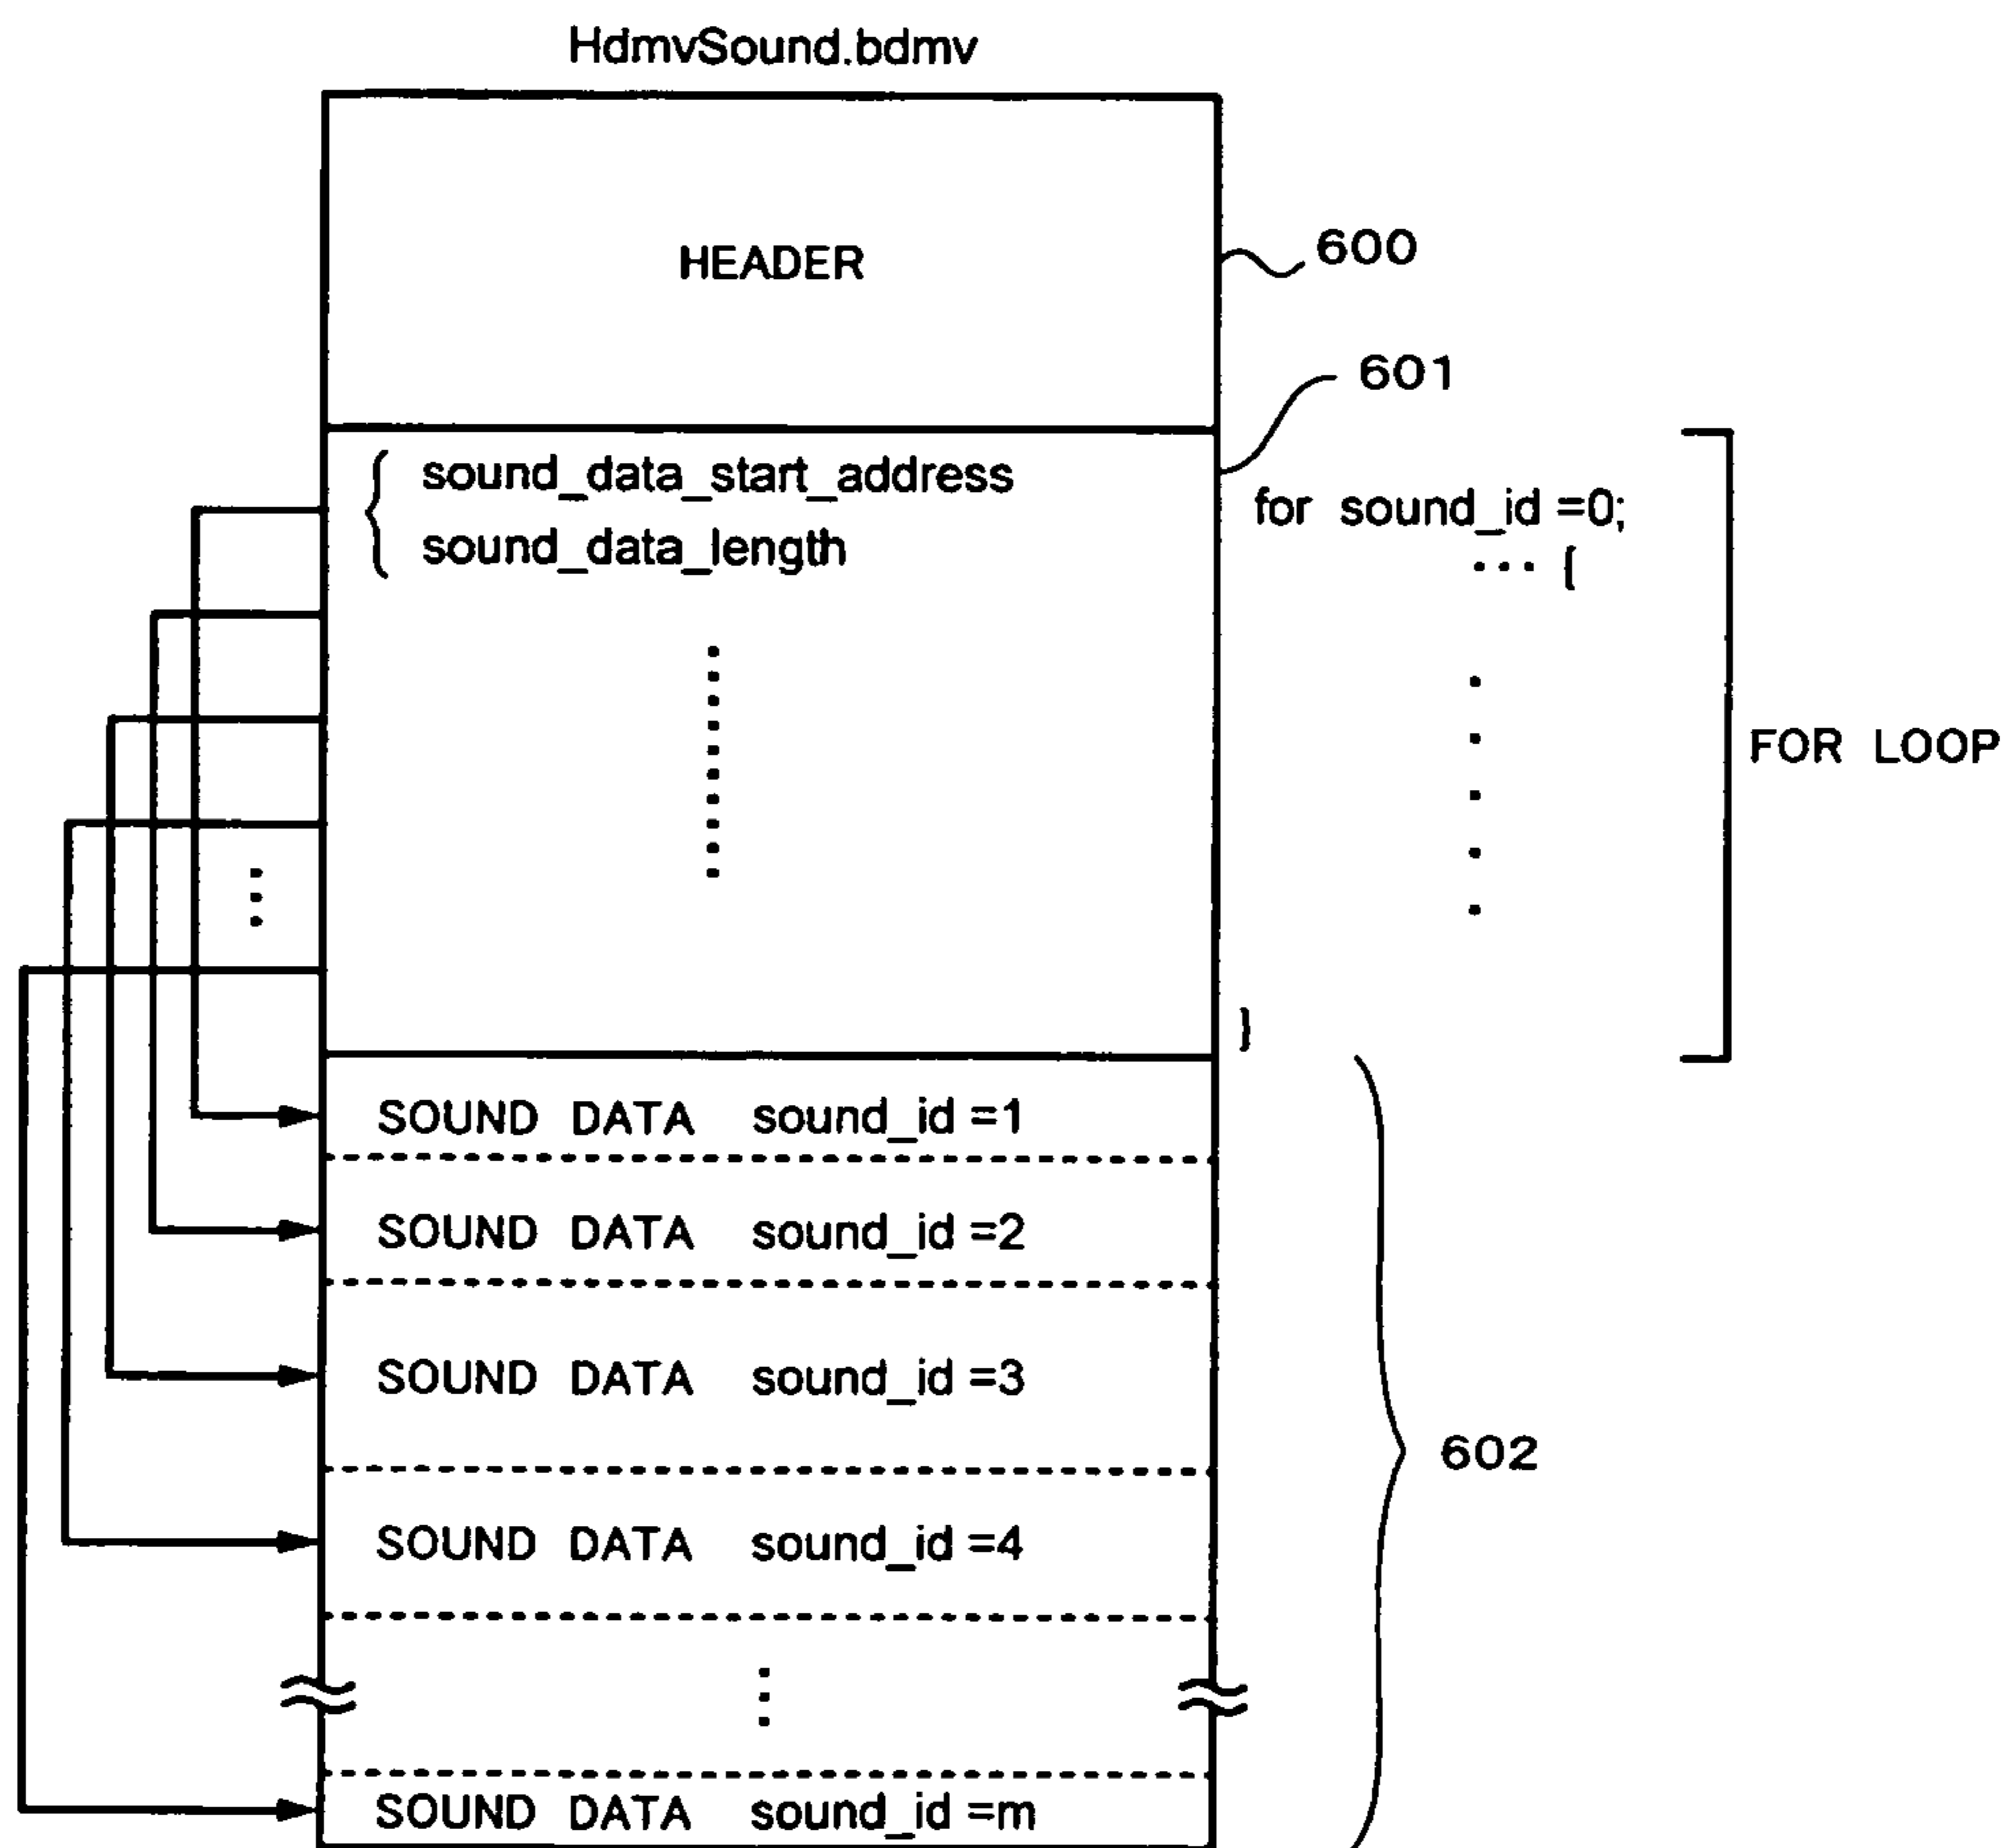 HdmvSound.bdmv
HEADER
600
601
{ sound_data_start_address
sound_data_length
for sound_id =0;
... {
FOR LOOP
}
SOUND DATA sound_id =1
SOUND DATA sound_id =2
SOUND DATA sound_id =3
602
SOUND DATA sound_id =4
SOUND DATA sound_id =m